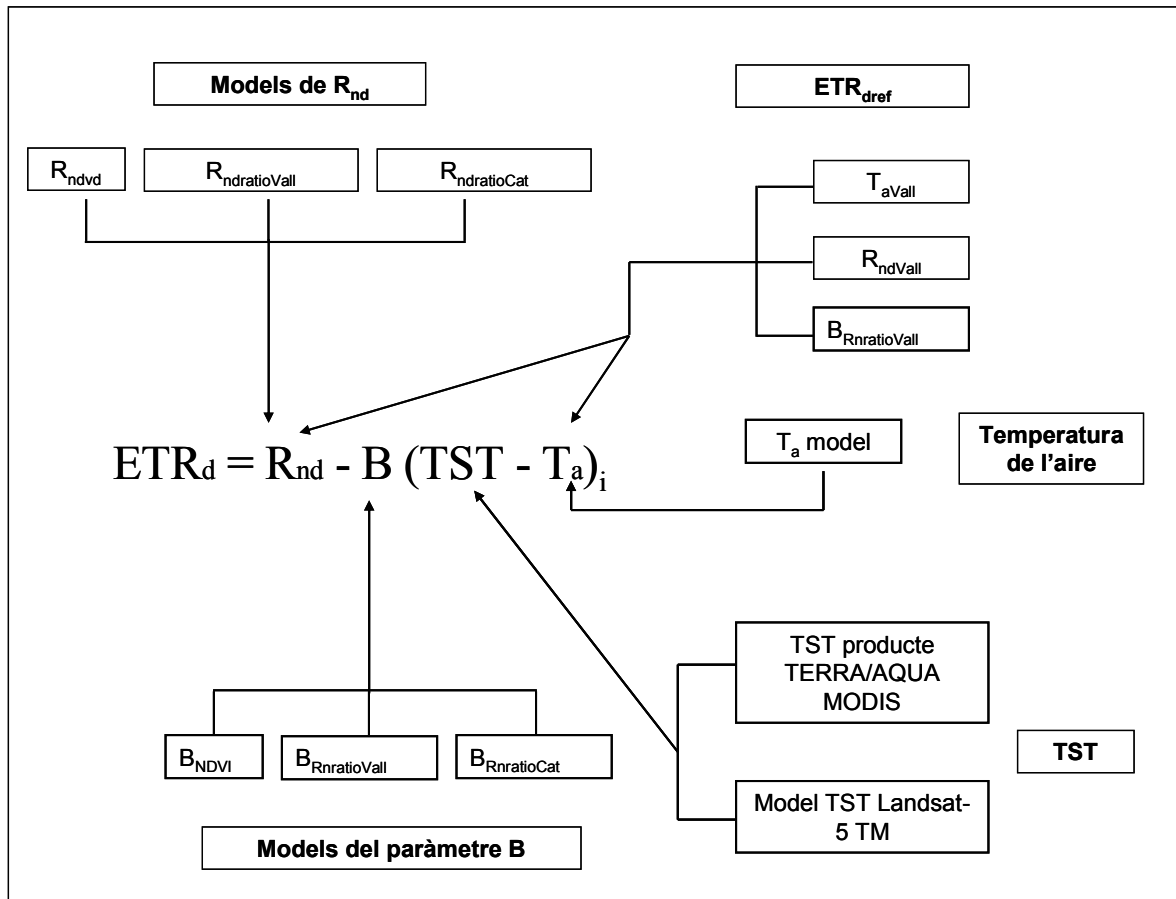 Models de Rnd
ETRdref
Rndvd
RndratioVall
RndratioCat
TaVall
RndVall
BRnratioVall
ETRd = Rnd - B (TST - Ta)i
Ta model
Temperatura
de l’aire
TST producte
TERRA/AQUA
MODIS
TST
Model TST Landsat-
5 TM
BNDVI
BRnratioVall
BRnratioCat
Models del paràmetre B